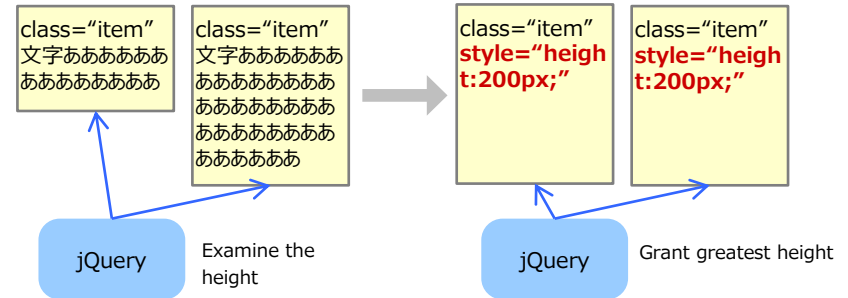 class=“item”
文字ああああああ
ああああああああ
class=“item”
文字ああああああ
ああああああああ
ああああああああ
ああああああああ
ああああああ
class=“item”
style=“heigh
t:200px;”
class=“item”
style=“heigh
t:200px;”
jQuery
Examine the
height
jQuery
Grant greatest height